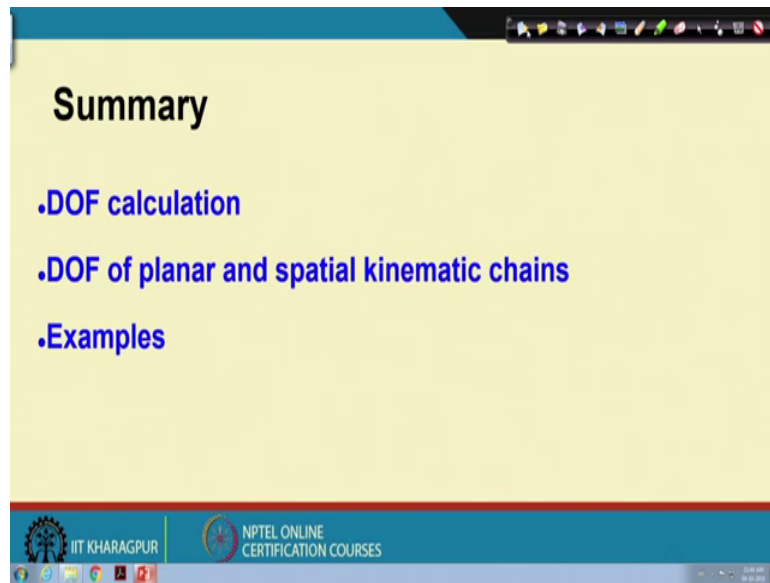 Summary
•DOF calculation
•DOF of planar and spatial kinematic chains
•Examples
IIT KHARAGPUR
NPTEL ONLINE
CERTIFICATION COURSES